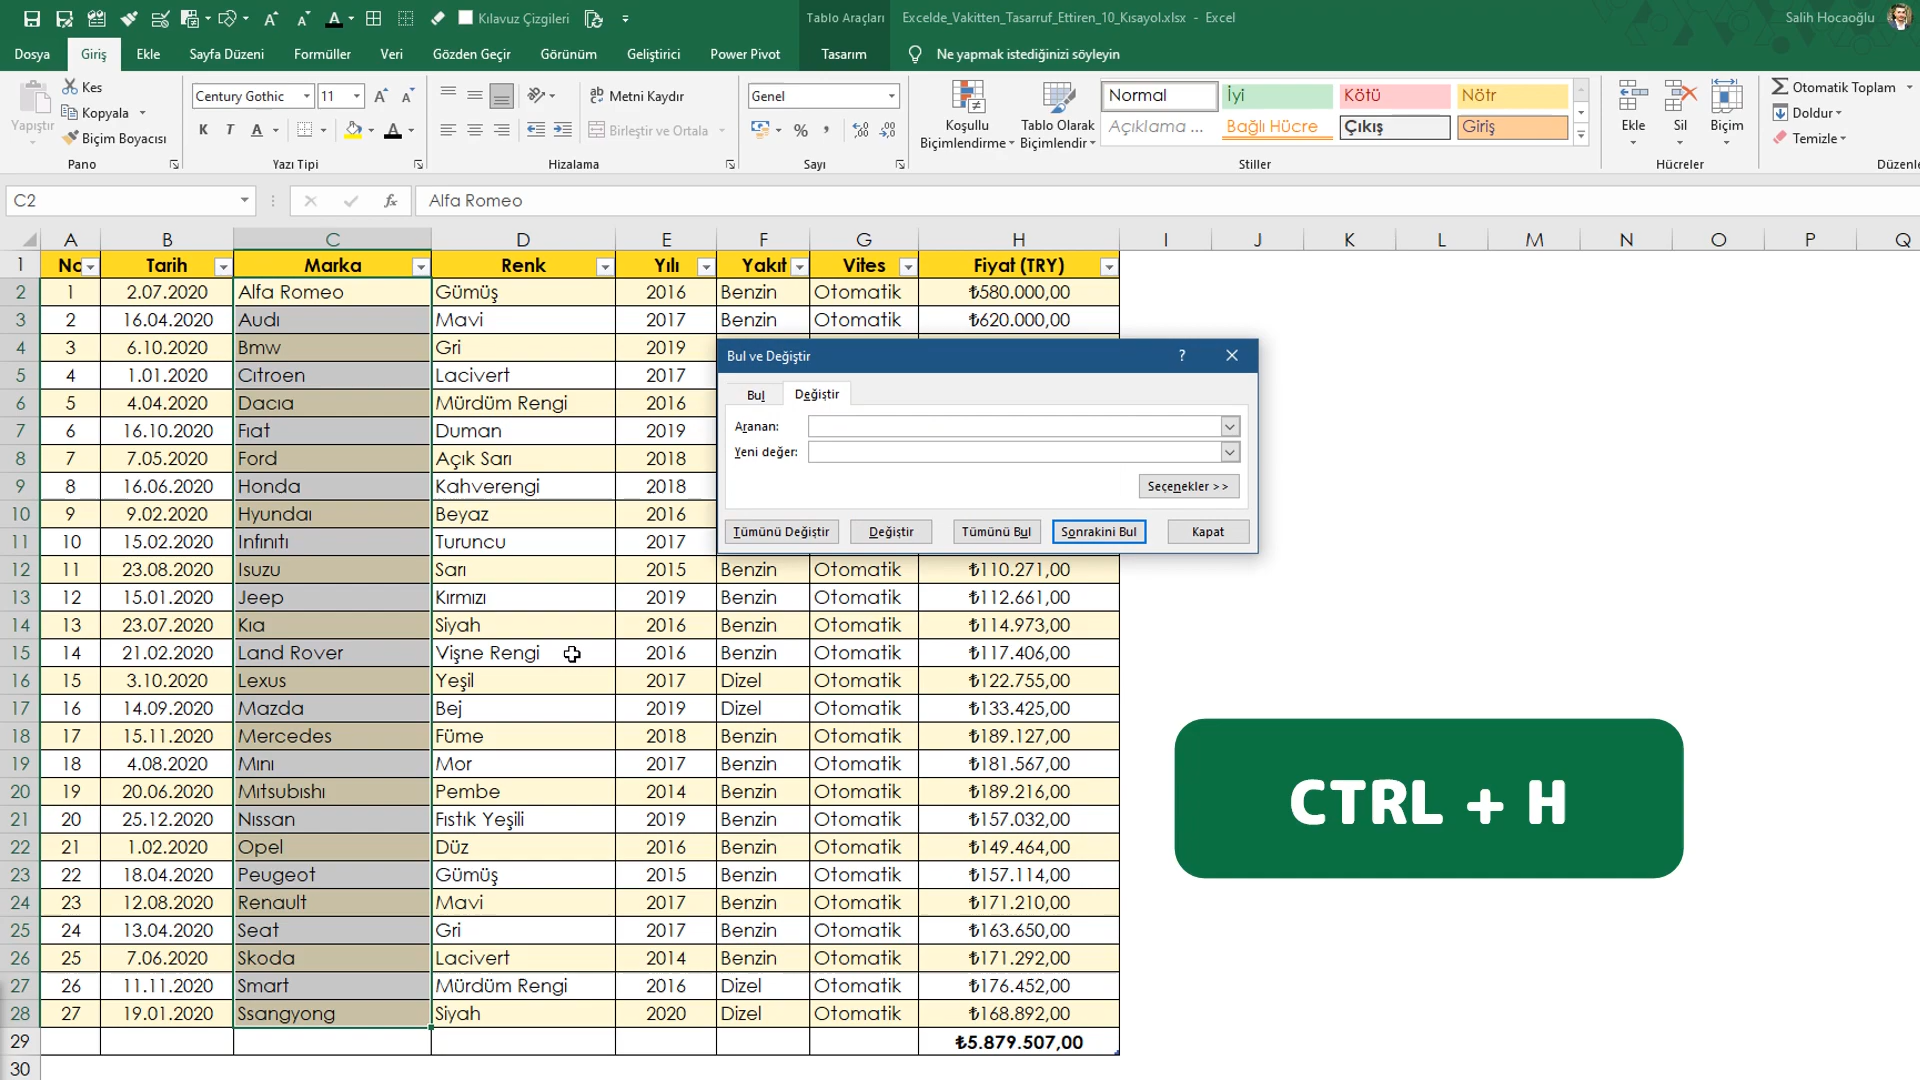 Kılavuz Çizgileri
Tablo Araçları
Excelde_Vakitten_Tasarruf_Ettiren_10_Kısayol.xlsx - Excel
Salih Hocaoğlu
Dosya Giriş Ekle Sayfa Düzeni Formüller Veri Gözden Geçir Görünüm Geliştirici Power Pivot Tasarım Ne yapmak istediğinizi söyleyin
Yapıştır
Kes
Kopyala
Biçim Boyacısı
Pano
Century Gothic 11
K T A
Yazı Tipi
Metni Kaydır
Birleştir ve Ortala
Hizalama
Genel
Sayı
Koşullu
Biçimlendirme
Tablo Olarak
Biçimlendir
Normal İyi Kötü Nötr
Açıklama ... Bağlı Hücre Çıkış Giriş
Stiller
Ekle Sil Biçim
Hücreler
Otomatik Toplam
Doldur
Temizle
Düzenle
C2 fx Alfa Romeo
A B C D E F G H I J K L M N O P Q
1 No Tarih Marka Renk Yılı Yakıt Vites Fiyat (TRY)
2 1 2.07.2020 Alfa Romeo Gümüş 2016 Benzin Otomatik ₺580.000,00
3 2 16.04.2020 Audı Mavi 2017 Benzin Otomatik ₺620.000,00
4 3 6.10.2020 Bmw Gri 2019
5 4 1.01.2020 Cıtroen Lacivert 2017
6 5 4.04.2020 Dacıa Mürdüm Rengi 2016
7 6 16.10.2020 Fıat Duman 2019
8 7 7.05.2020 Ford Açık Sarı 2018
9 8 16.06.2020 Honda Kahverengi 2018
10 9 9.02.2020 Hyundaı Beyaz 2016
11 10 15.02.2020 Infınıtı Turuncu 2017
12 11 23.08.2020 Isuzu Sarı 2015 Benzin Otomatik ₺110.271,00
13 12 15.01.2020 Jeep Kırmızı 2019 Benzin Otomatik ₺112.661,00
14 13 23.07.2020 Kıa Siyah 2016 Benzin Otomatik ₺114.973,00
15 14 21.02.2020 Land Rover Vişne Rengi 2016 Benzin Otomatik ₺117.406,00
16 15 3.10.2020 Lexus Yeşil 2017 Dizel Otomatik ₺122.755,00
17 16 14.09.2020 Mazda Bej 2019 Dizel Otomatik ₺133.425,00
18 17 15.11.2020 Mercedes Füme 2018 Benzin Otomatik ₺189.127,00
19 18 4.08.2020 Mını Mor 2017 Benzin Otomatik ₺181.567,00
20 19 20.06.2020 Mıtsubıshı Pembe 2014 Benzin Otomatik ₺189.216,00
21 20 25.12.2020 Nıssan Fıstık Yeşili 2019 Benzin Otomatik ₺157.032,00
22 21 1.02.2020 Opel Düz 2016 Benzin Otomatik ₺149.464,00
23 22 18.04.2020 Peugeot Gümüş 2015 Benzin Otomatik ₺157.114,00
24 23 12.08.2020 Renault Mavi 2017 Benzin Otomatik ₺171.210,00
25 24 13.04.2020 Seat Gri 2017 Benzin Otomatik ₺163.650,00
26 25 7.06.2020 Skoda Lacivert 2014 Benzin Otomatik ₺171.292,00
27 26 11.11.2020 Smart Mürdüm Rengi 2016 Dizel Otomatik ₺176.452,00
28 27 19.01.2020 Ssangyong Siyah 2020 Dizel Otomatik ₺168.892,00
29 ₺5.879.507,00
30
Bul ve Değiştir ?
Bul Değiştir
Aranan:
Yeni değer:
Seçenekler >>
Tümünü Değiştir Değiştir Tümünü Bul Sonrakini Bul Kapat
CTRL + H